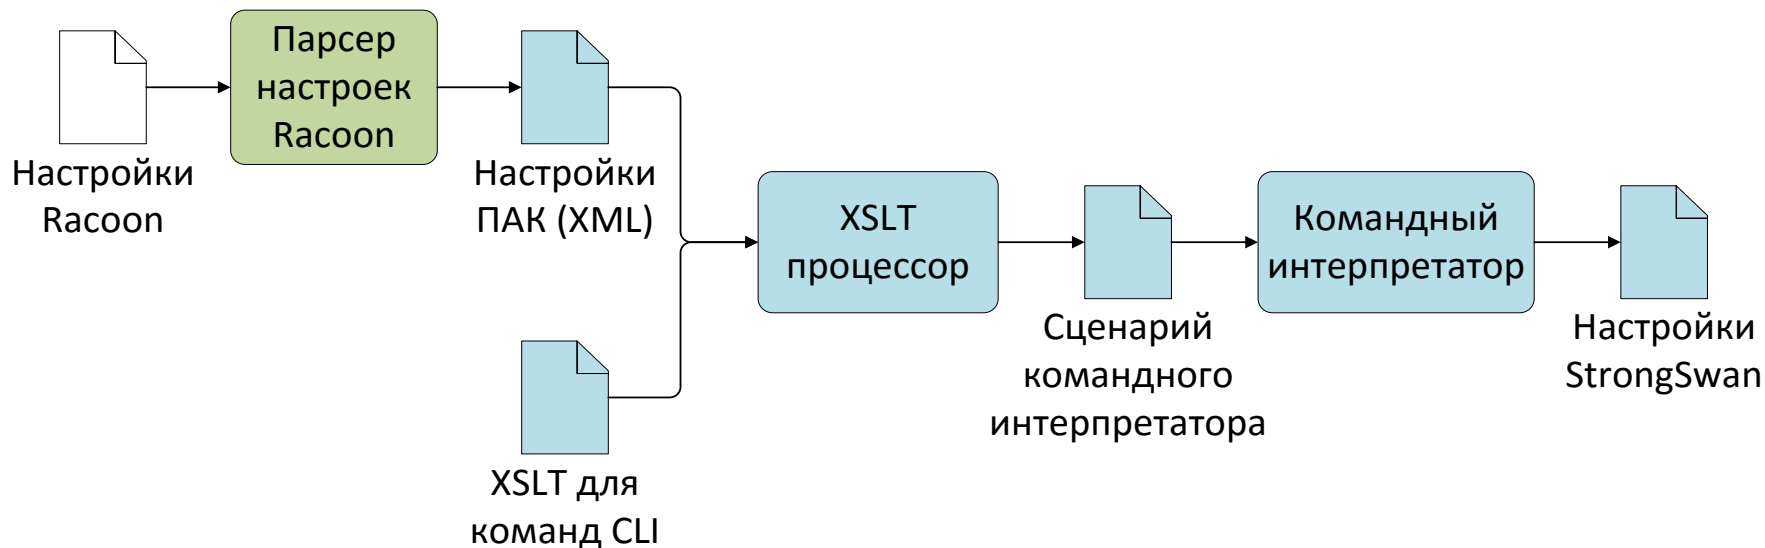 Парсер
настроек
Racoon
Настройки
Racoon
Настройки
ПАК (XML)
XSLT для
команд CLI
XSLT
процессор
Сценарий
командного
интерпретатора
Командный
интерпретатор
Настройки
StrongSwan